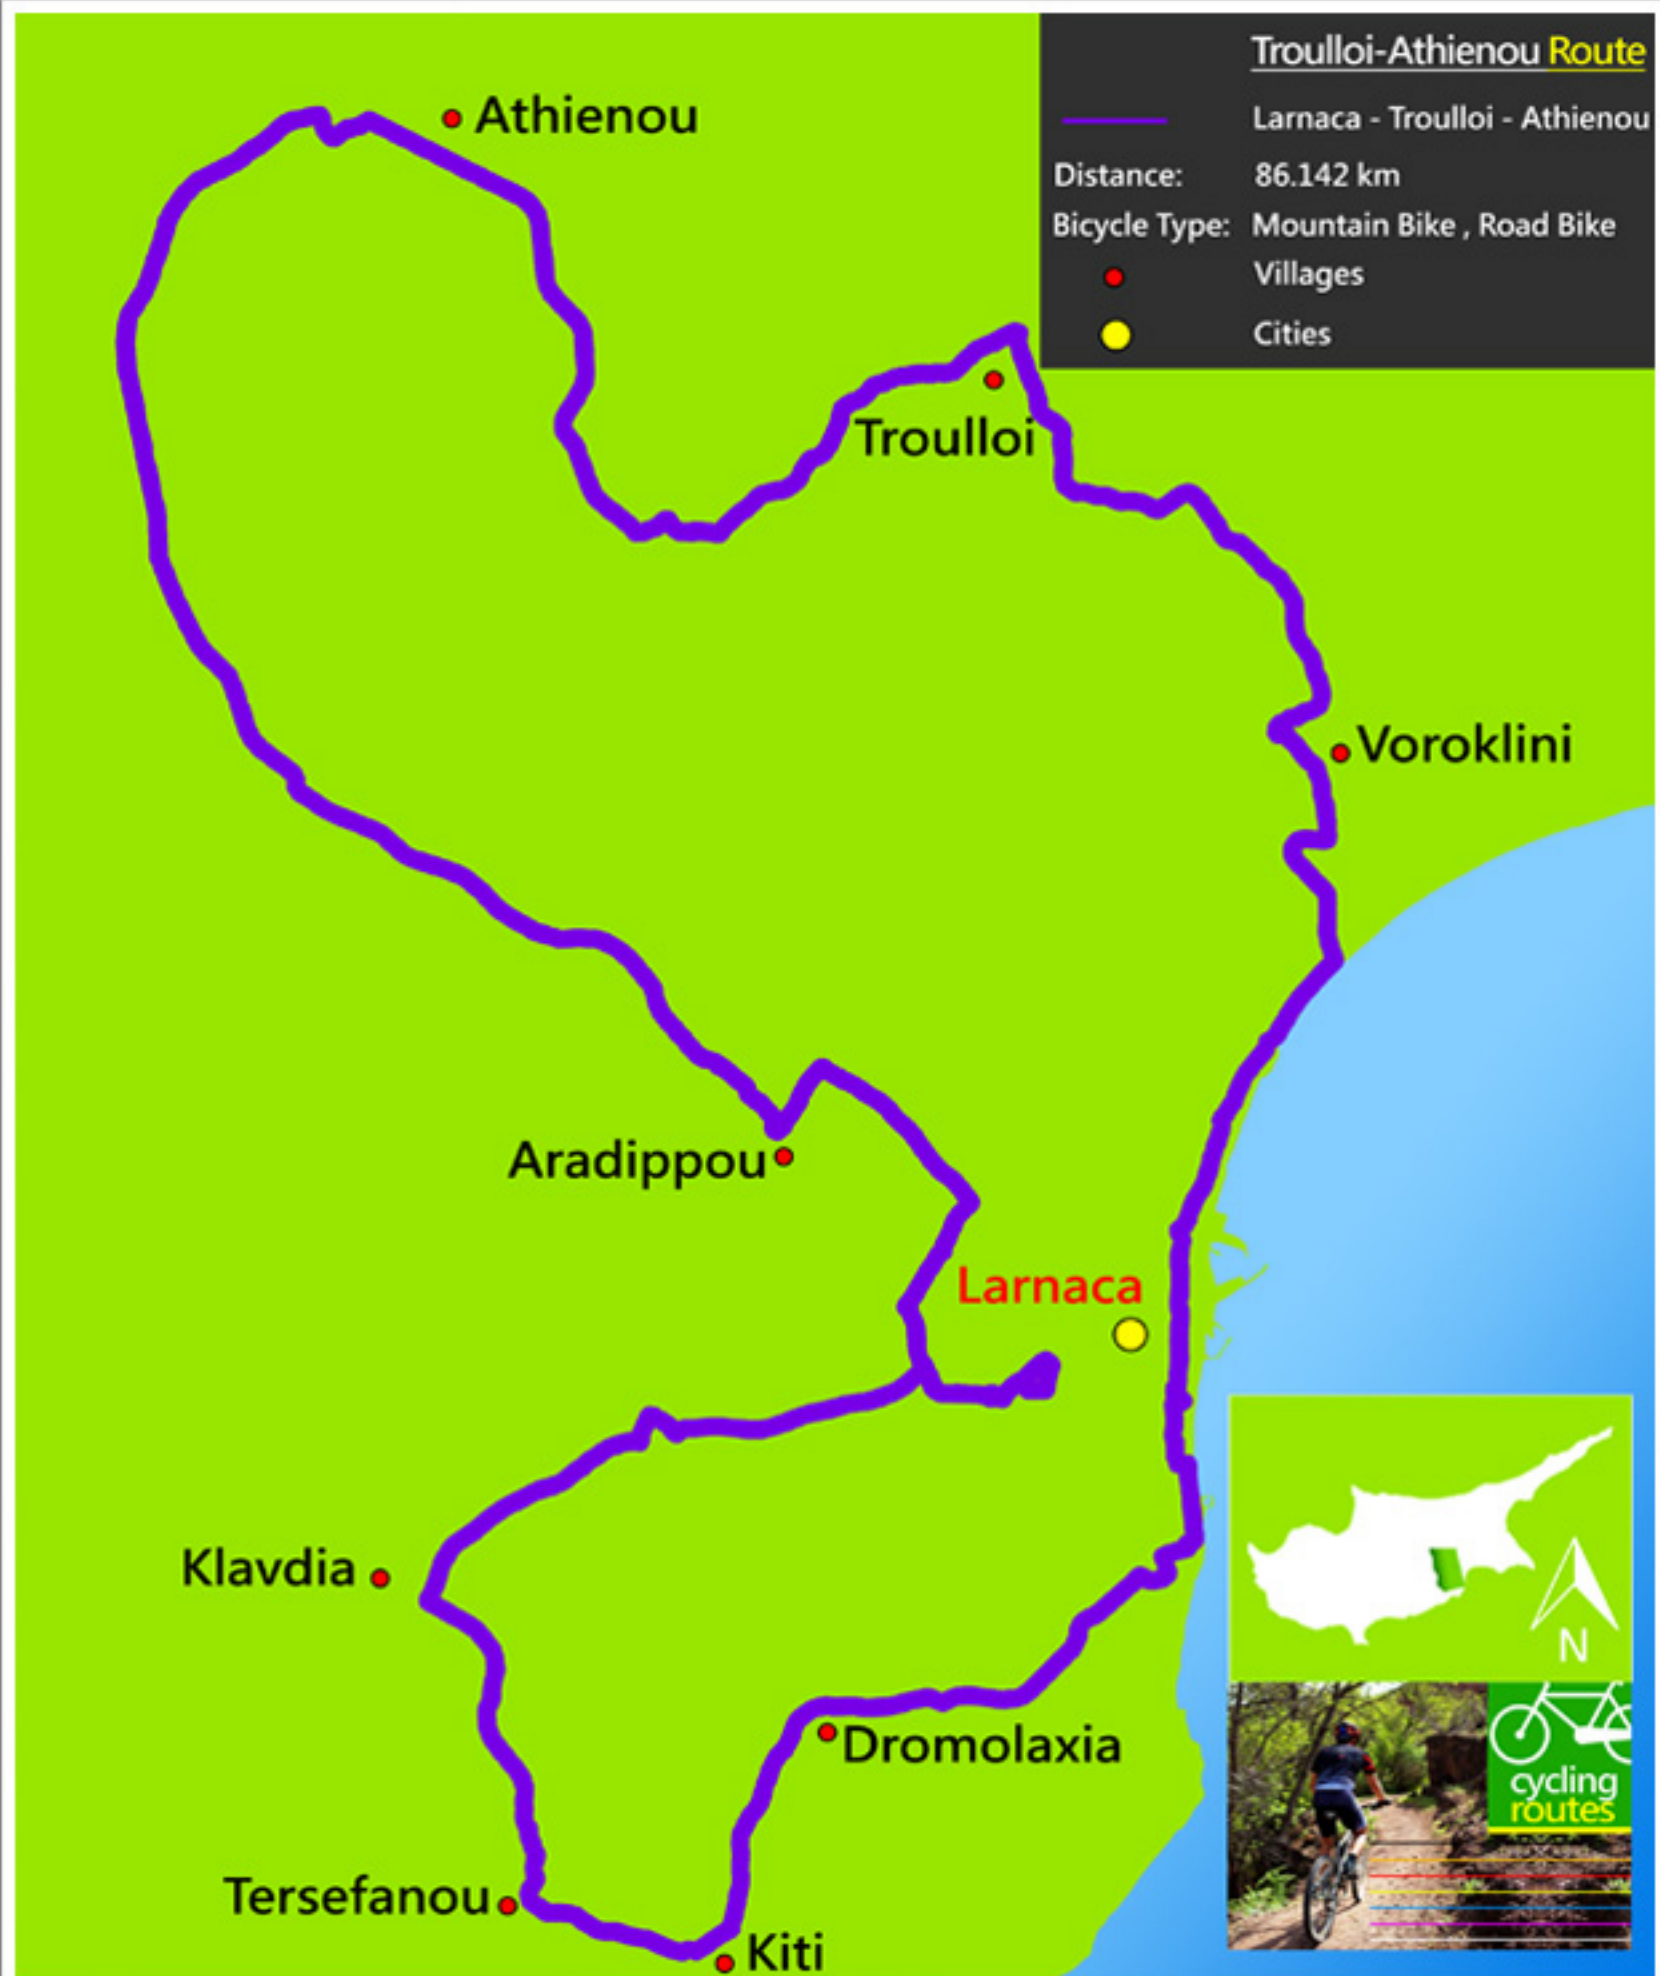 Troulloi-Athienou Route
Larnaca - Troulloi - Athienou
Distance: 86.142 km
Bicycle Type: Mountain Bike , Road Bike
Villages
Cities
Athienou
Troulloi
Voroklini
Aradippou
Larnaca
Klavdia
Dromolaxia
Tersefanou
Kiti
N
cycling
routes